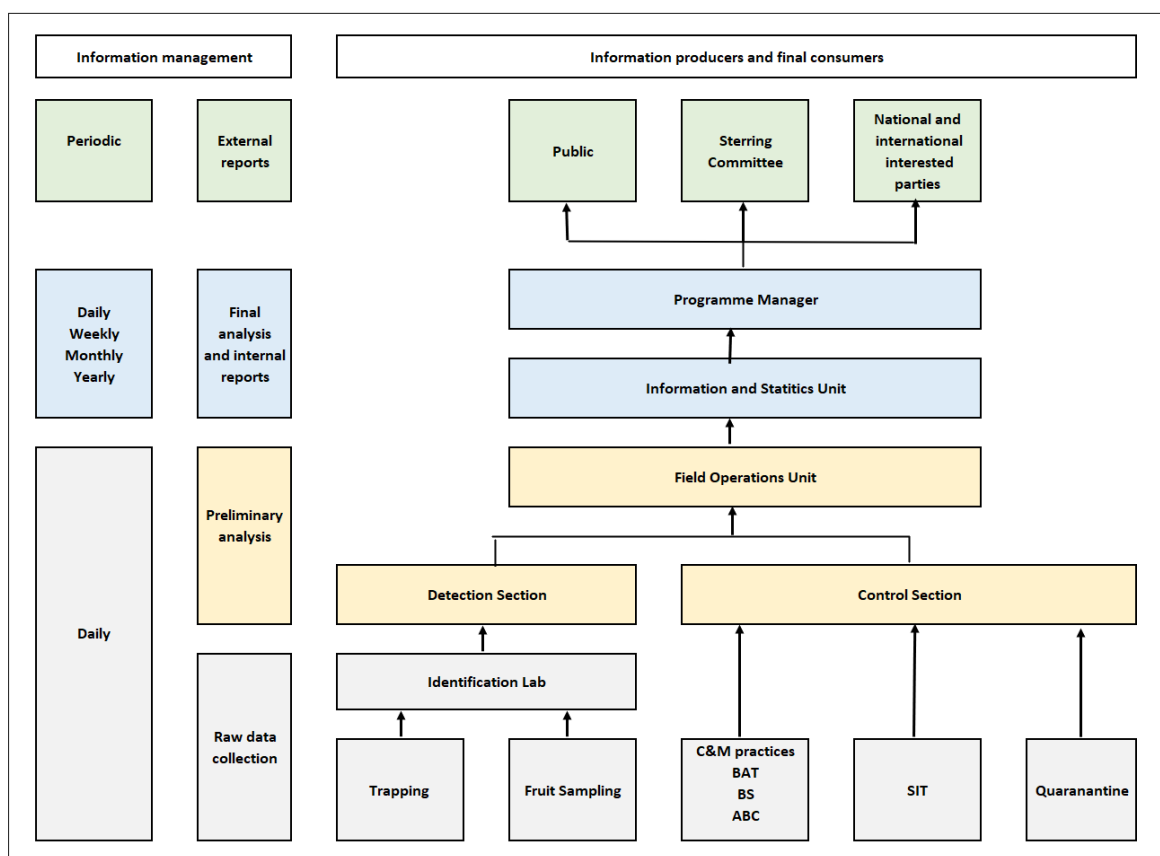 Information management
Information producers and final consumers
Periodic
External
reports
Public
Sterring
Committee
National and
international
interested
parties
Daily
Weekly
Monthly
Yearly
Final
analysis
and internal
reports
Programme Manager
Information and Statitics Unit
Daily
Preliminary
analysis
Field Operations Unit
Detection Section
Control Section
Raw data
collection
Identification Lab
Trapping
Fruit Sampling
C&M practices
BAT
BS
ABC
SIT
Quaranantine